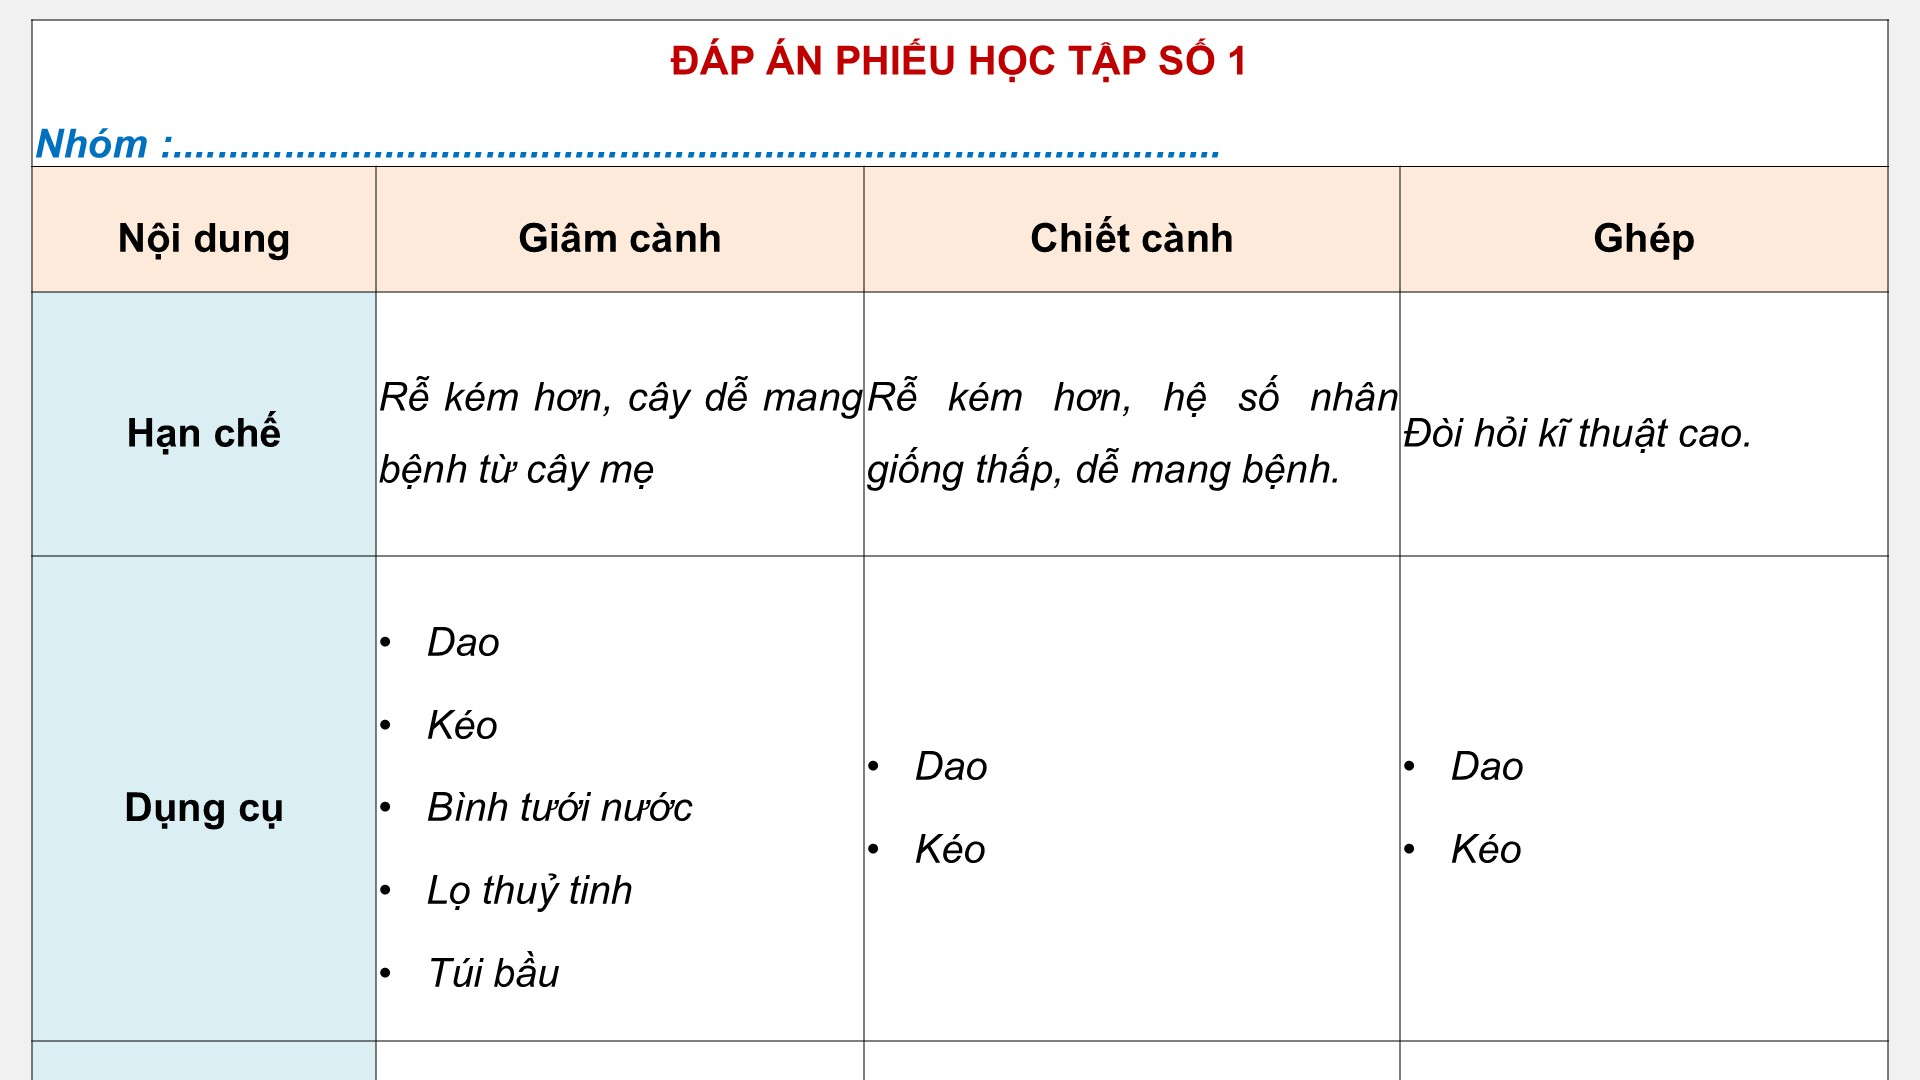 ĐÁP ÁN PHIẾU HỌC TẬP SỐ 1
Nhóm :...............................................................................................
Nội dung
Giâm cành
Chiết cành
Ghép
Hạn chế
Rễ kém hơn, cây dễ mang
bệnh từ cây mẹ
Rễ kém hơn, hệ số nhân
giống thấp, dễ mang bệnh.
Đòi hỏi kĩ thuật cao.
Dụng cụ
• Dao
• Kéo
• Bình tưới nước
• Lọ thuỷ tinh
• Túi bầu
• Dao
• Kéo
• Dao
• Kéo